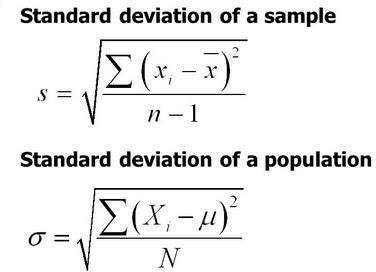 Standard deviation of a sample
s = √(∑(xᵢ − x̄)² / (n − 1))
Standard deviation of a population
σ = √(∑(Xᵢ − μ)² / N)